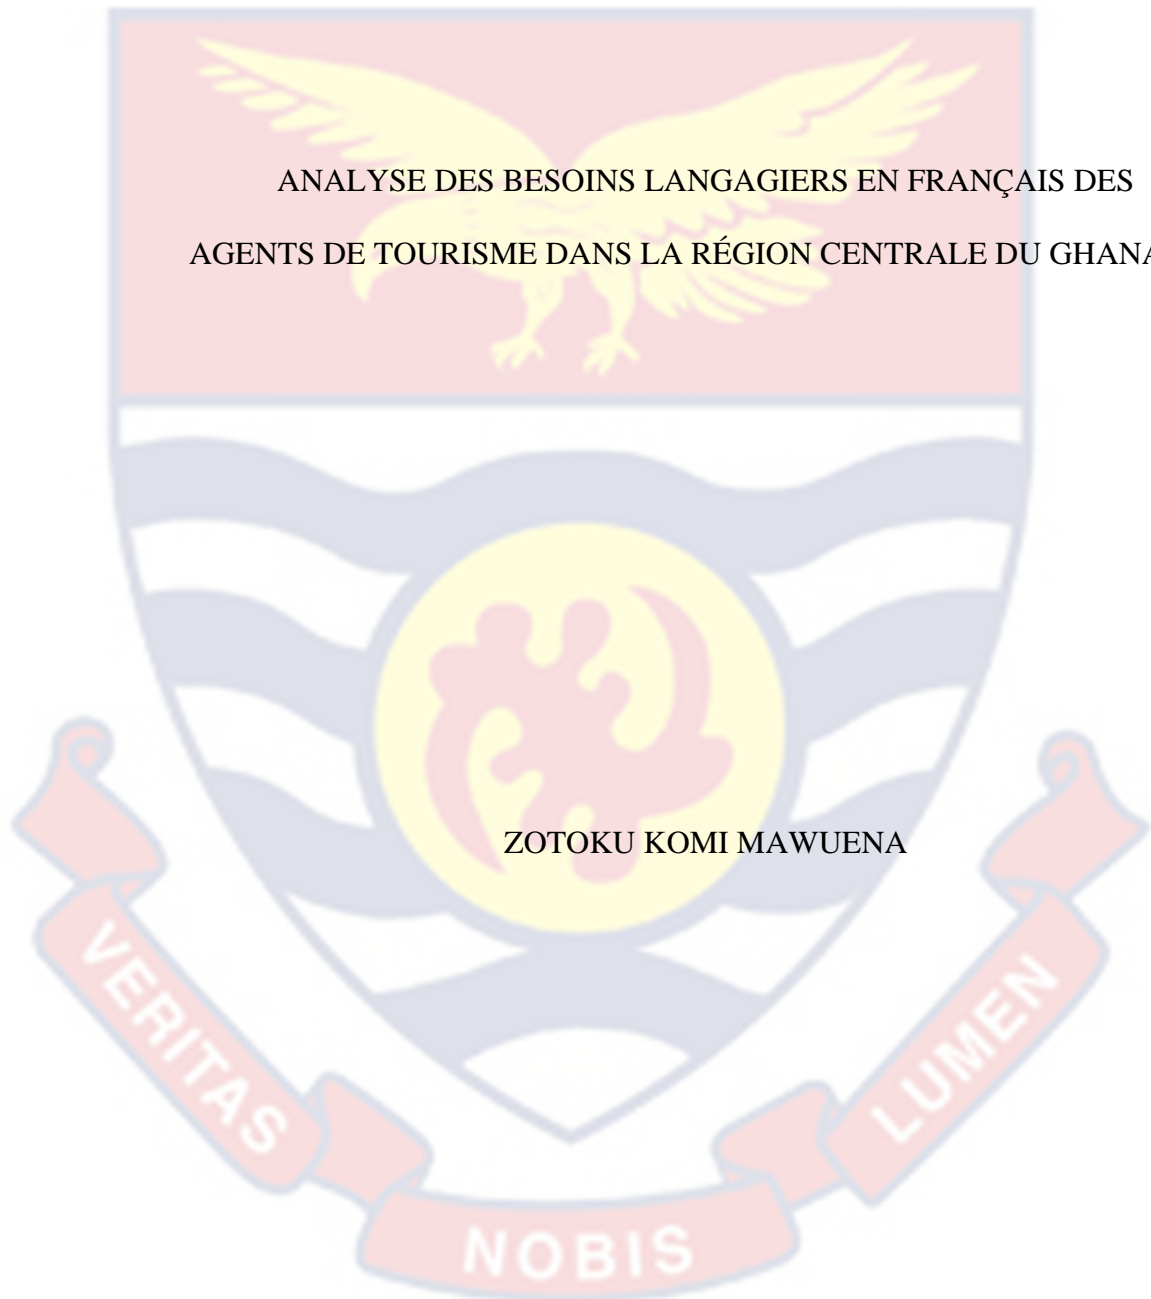 ANALYSE DES BESOINS LANGAGIERS EN FRANÇAIS DES
AGENTS DE TOURISME DANS LA RÉGION CENTRALE DU GHANA
ZOTOKU KOMI MAWUENA
VERITAS
NOBIS
LUMEN